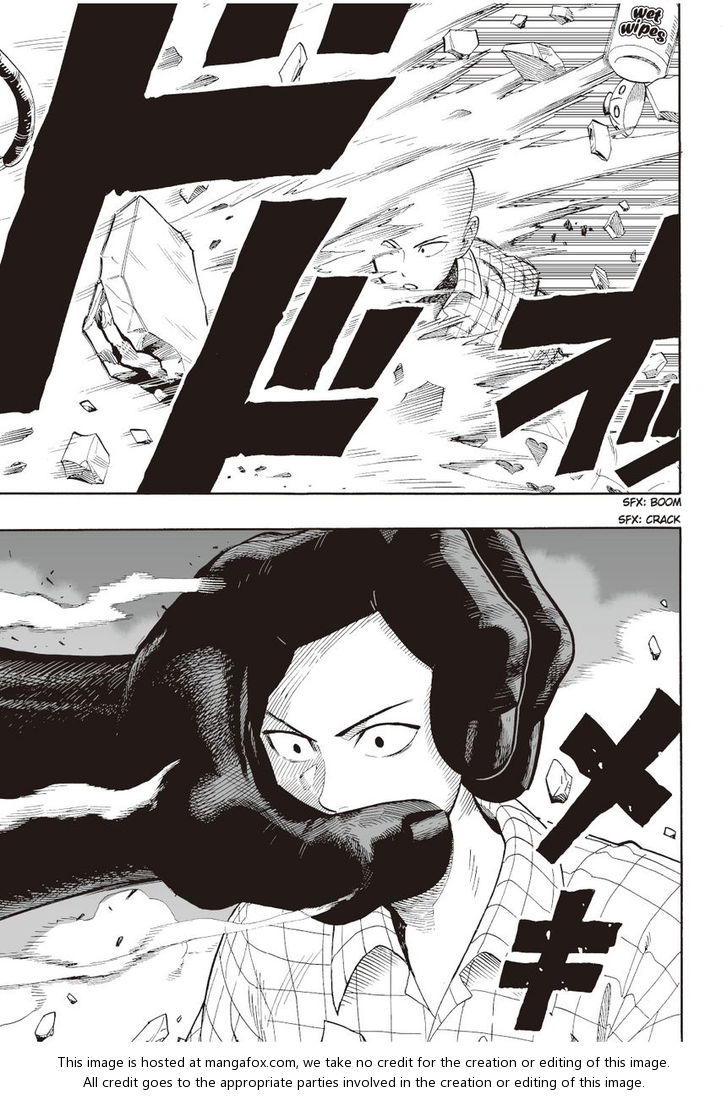 wet
wipes
ドドドォッ
SFX: BOOM
SFX: CRACK
メキ
This image is hosted at mangafox.com, we take no credit for the creation or editing of this image.
All credit goes to the appropriate parties involved in the creation or editing of this image.